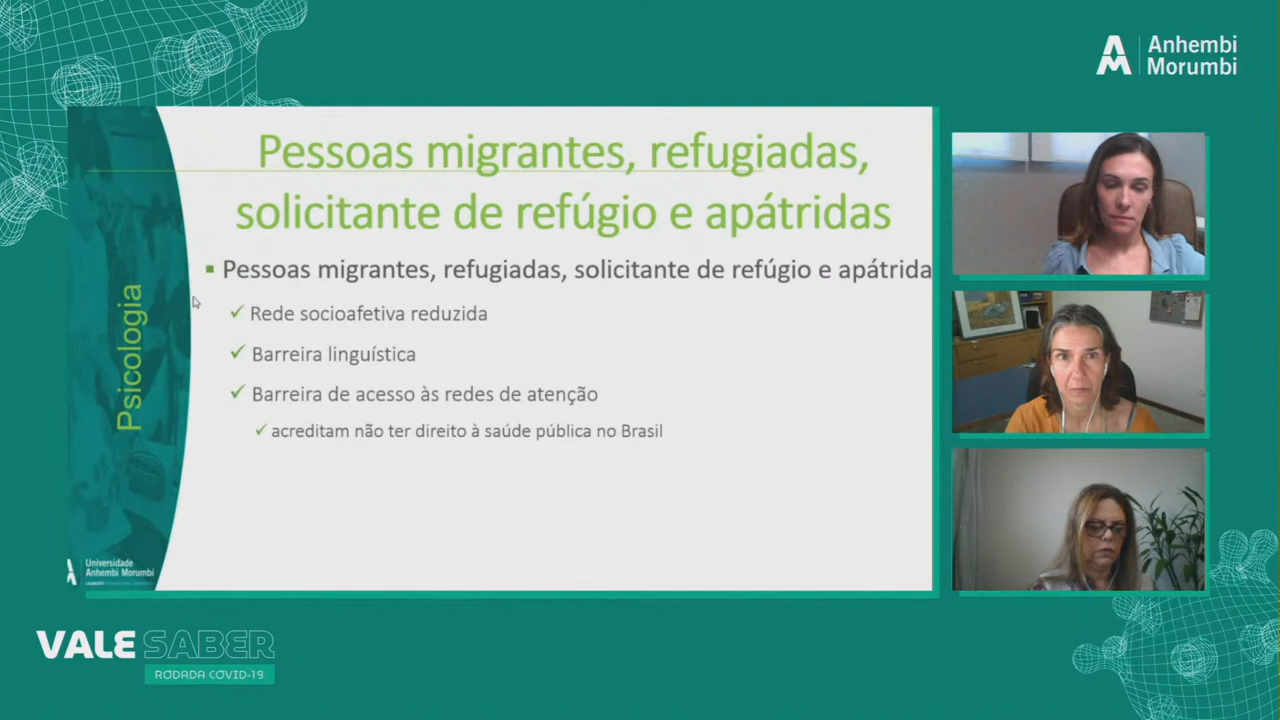 Anhembi
Morumbi
Pessoas migrantes, refugiadas,
solicitante de refúgio e apátridas
Pessoas migrantes, refugiadas, solicitante de refúgio e apátrida
Rede socioafetiva reduzida
Barreira linguística
Barreira de acesso às redes de atenção
acreditam não ter direito à saúde pública no Brasil
Psicologia
Universidade
Anhembi Morumbi
VALE SABER
RODADA COVID-19